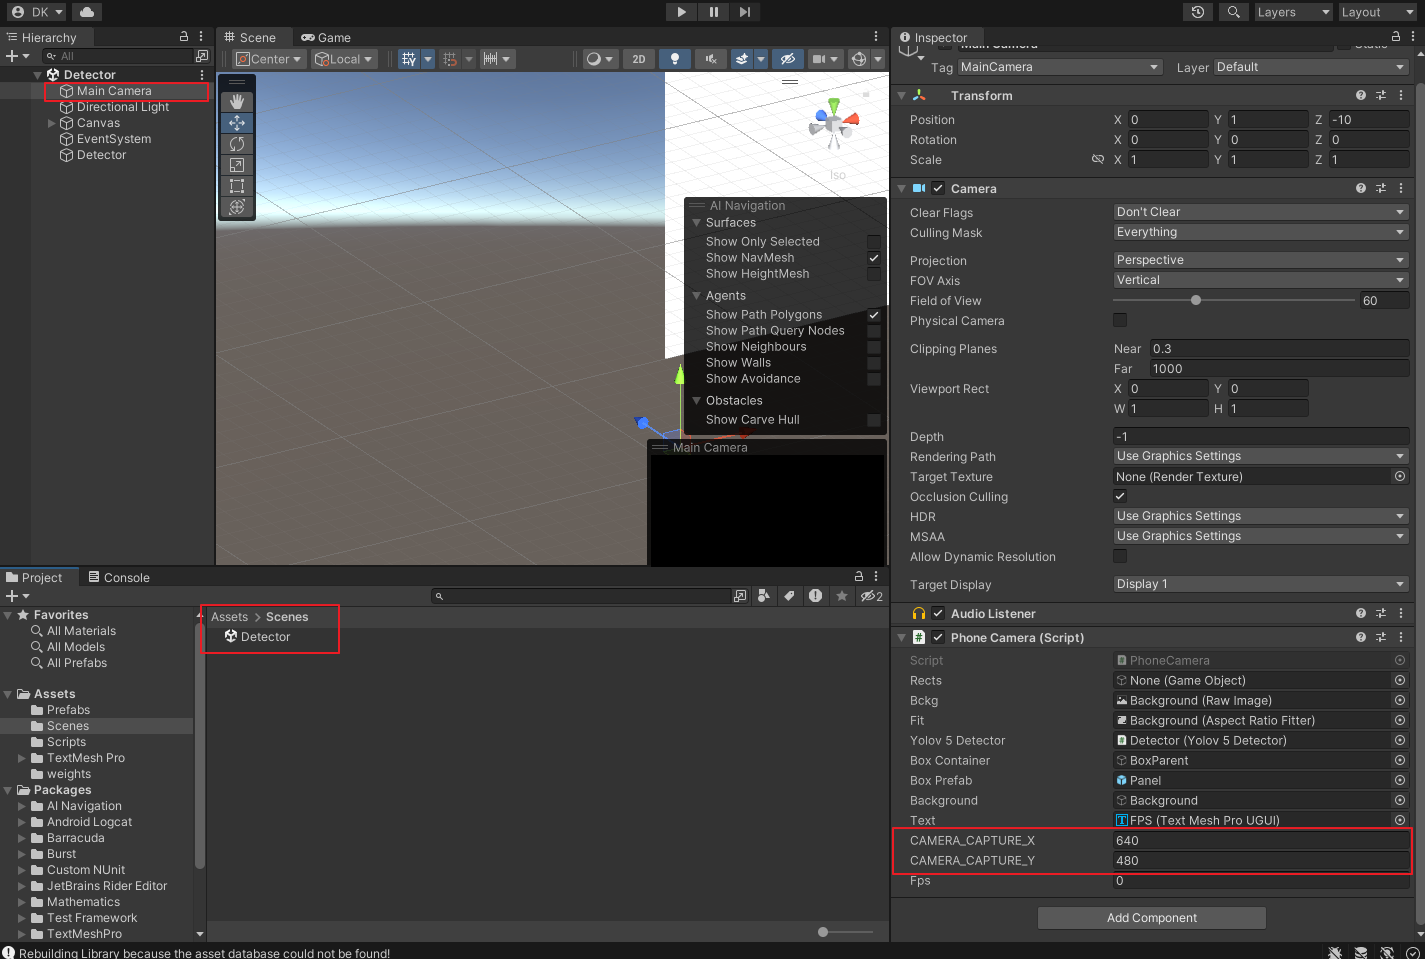 DK
Layers
Layout
Hierarchy
All
Detector
Main Camera
Directional Light
Canvas
EventSystem
Detector
Scene
Game
Center
Local
2D
Iso
AI Navigation
Surfaces
Show Only Selected
Show NavMesh
Show HeightMesh
Agents
Show Path Polygons
Show Path Query Nodes
Show Neighbours
Show Walls
Show Avoidance
Obstacles
Show Carve Hull
Main Camera
Inspector
Main Camera
Static
Tag MainCamera Layer Default
Transform
Position X 0 Y 1 Z -10
Rotation X 0 Y 0 Z 0
Scale X 1 Y 1 Z 1
Camera
Clear Flags Don't Clear
Culling Mask Everything
Projection Perspective
FOV Axis Vertical
Field of View 60
Physical Camera
Clipping Planes Near 0.3
Far 1000
Viewport Rect X 0 Y 0
W 1 H 1
Depth -1
Rendering Path Use Graphics Settings
Target Texture None (Render Texture)
Occlusion Culling
HDR Use Graphics Settings
MSAA Use Graphics Settings
Allow Dynamic Resolution
Target Display Display 1
Audio Listener
# Phone Camera (Script)
Script PhoneCamera
Rects None (Game Object)
Bckg Background (Raw Image)
Fit Background (Aspect Ratio Fitter)
Yolov 5 Detector Detector (Yolov 5 Detector)
Box Container BoxParent
Box Prefab Panel
Background Background
Text FPS (Text Mesh Pro UGUI)
CAMERA_CAPTURE_X 640
CAMERA_CAPTURE_Y 480
Fps 0
Add Component
Project
Console
2
Favorites
All Materials
All Models
All Prefabs
Assets
Prefabs
Scenes
Scripts
TextMesh Pro
weights
Packages
AI Navigation
Android Logcat
Barracuda
Burst
Custom NUnit
JetBrains Rider Editor
Mathematics
Test Framework
TextMeshPro
Assets > Scenes
Detector
Rebuilding Library because the asset database could not be found!